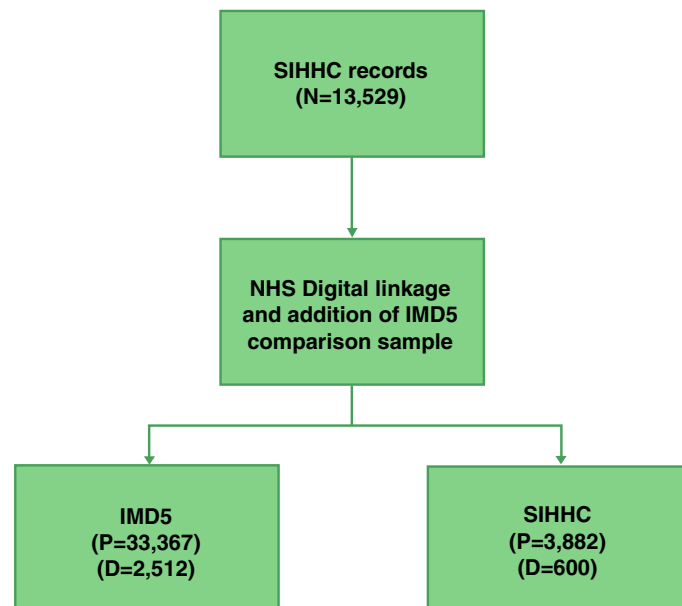 SIHHC records
(N=13,529)
NHS Digital linkage
and addition of IMD5
comparison sample
IMD5
(P=33,367)
(D=2,512)
SIHHC
(P=3,882)
(D=600)